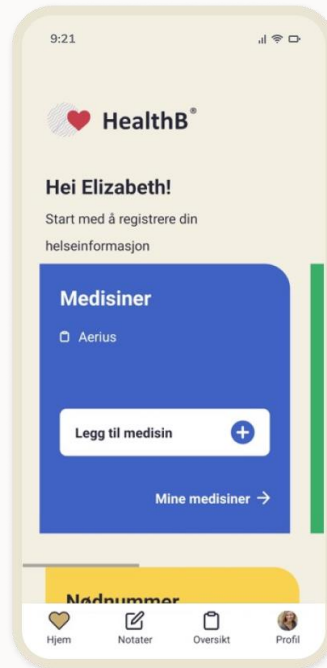 9:21
HealthB®
Hei Elizabeth!
Start med å registrere din
helseinformasjon
Medisiner
Aerius
Legg til medisin
Mine medisiner
Nødnummer
Hjem
Notater
Oversikt
Profil